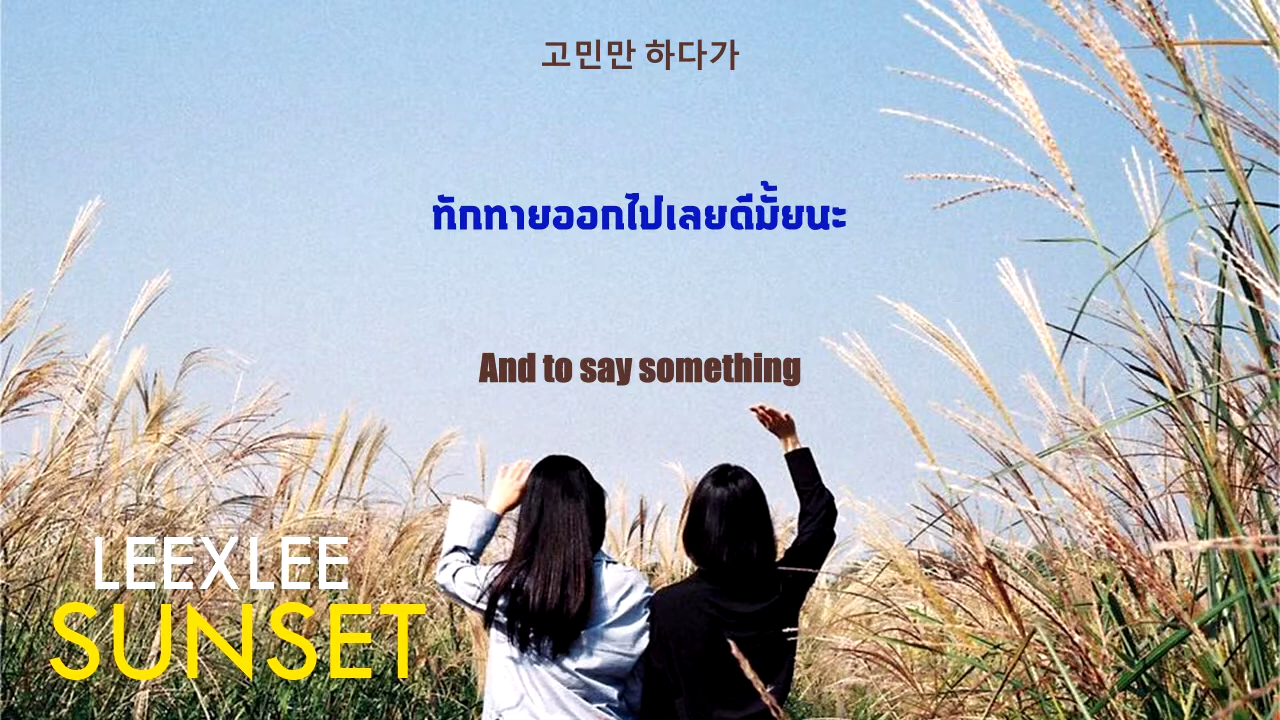 고민만 하다가
ทักทายออกไปเลยดีมั้ยนะ
And to say something
LEEXLEE
SUNSET